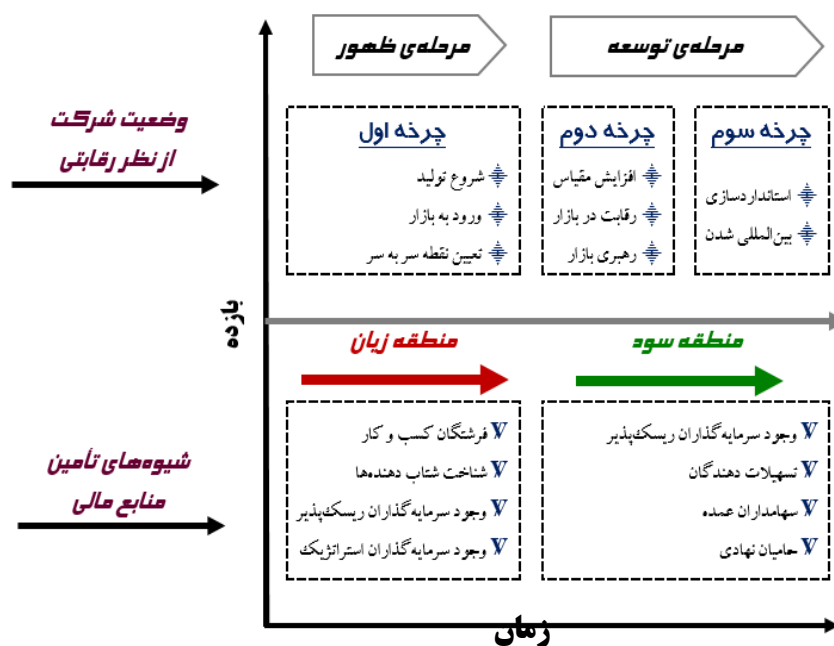 مرحله‌ی ظهور
مرحله‌ی توسعه
وضعیت شرکت
از نظر رقابتی
چرخه اول
شروع تولید
ورود به بازار
تعیین نقطه سر به سر
چرخه دوم
افزایش مقیاس
رقابت در بازار
رهبری بازار
چرخه سوم
استانداردسازی
بین‌المللی شدن
بازده
منطقه زیان
منطقه سود
شیوه‌های تأمین
منابع مالی
فرشتگان کسب و کار
شناخت شتاب دهنده‌ها
وجود سرمایه‌گذاران ریسک‌پذیر
وجود سرمایه‌گذاران استراتژیک
وجود سرمایه‌گذاران ریسک‌پذیر
تسهیلات دهندگان
سهامداران عمده
حامیان نهادی
زمان